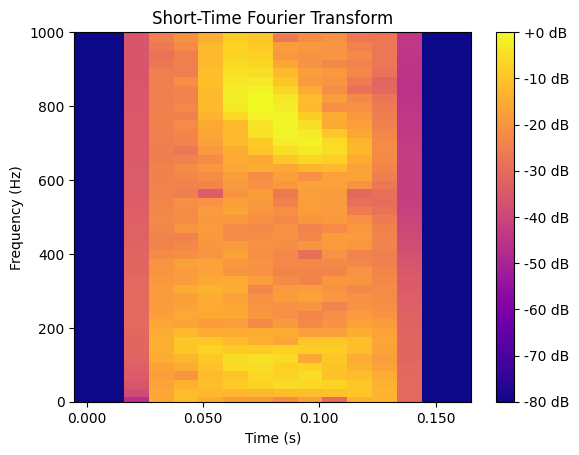 Short-Time Fourier Transform
Frequency (Hz)
1000
800
600
400
200
0
0.000
0.050
0.100
0.150
Time (s)
+0 dB
-10 dB
-20 dB
-30 dB
-40 dB
-50 dB
-60 dB
-70 dB
-80 dB